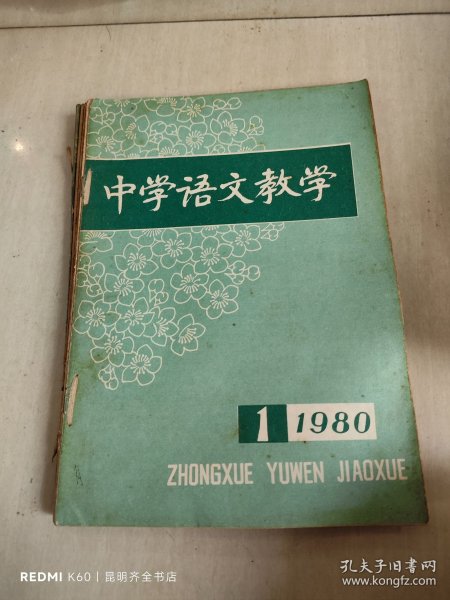 中学语文教学
1 1980
ZHONGXUE YUWEN JIAOXUE
REDMI K60 | 昆明齐全书店
孔夫子旧书网
www.kongfz.com